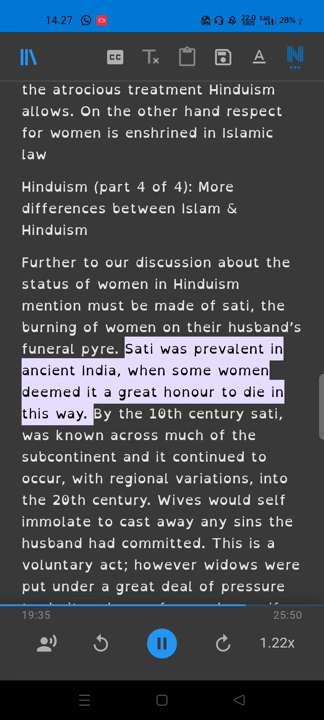 14.27
22.0 KB/S
28%
CC
the atrocious treatment Hinduism
allows. On the other hand respect
for women is enshrined in Islamic
law
Hinduism (part 4 of 4): More
differences between Islam &
Hinduism
Further to our discussion about the
status of women in Hinduism
mention must be made of sati, the
burning of women on their husband's
funeral pyre. Sati was prevalent in
ancient India, when some women
deemed it a great honour to die in
this way. By the 10th century sati,
was known across much of the
subcontinent and it continued to
occur, with regional variations, into
the 20th century. Wives would self
immolate to cast away any sins the
husband had committed. This is a
voluntary act; however widows were
put under a great deal of pressure
19:35
25:50
1.22x